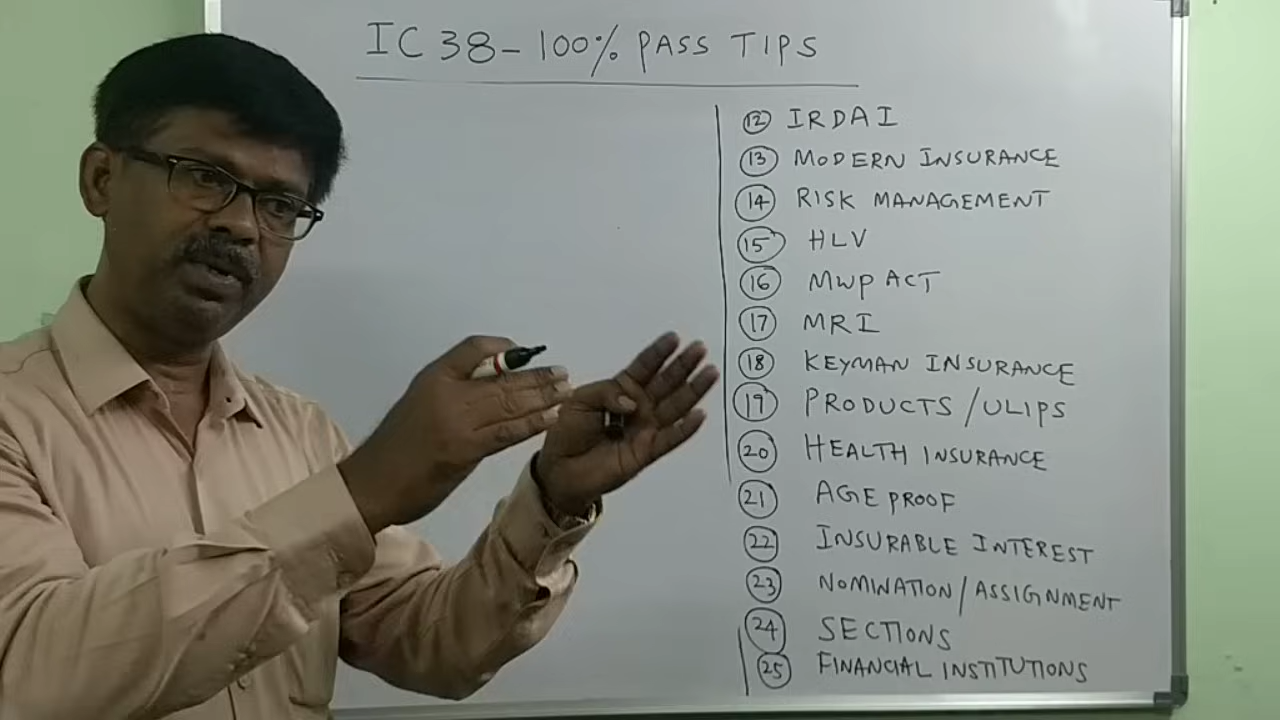 IC38-100% PASS TIPS
12 IRDAI
13 MODERN INSURANCE
14 RISK MANAGEMENT
15 HLV
16 MWP ACT
17 MRI
18 KEYMAN INSURANCE
19 PRODUCTS/ULIPS
20 HEALTH INSURANCE
21 AGE PROOF
22 INSURABLE INTEREST
23 NOMINATION/ASSIGNMENT
24 SECTIONS
25 FINANCIAL INSTITUTIONS